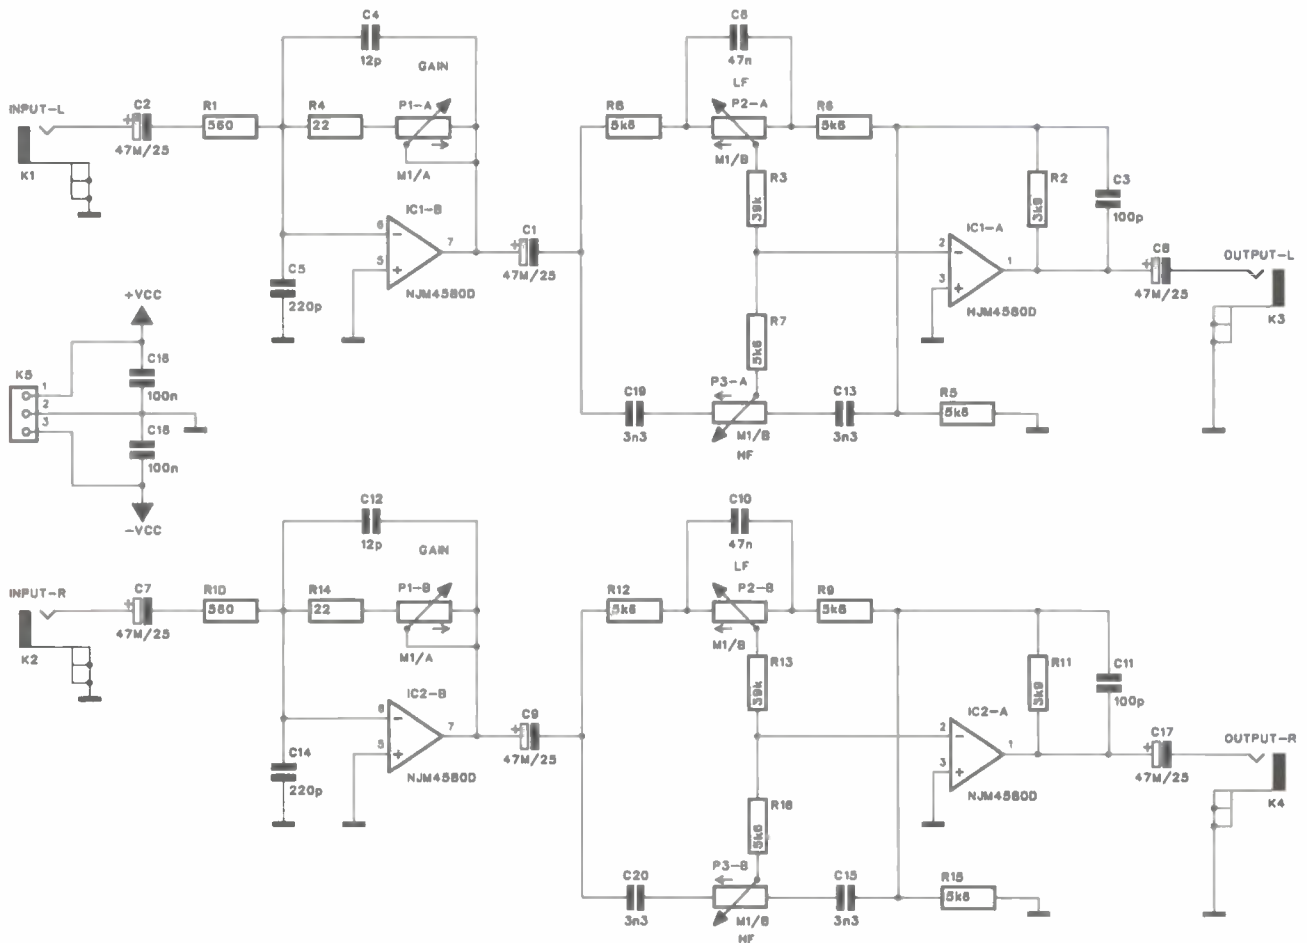 C4
12p
GAIN
C6
47n
LF
INPUT-L
C2
R1
R4
P1-A
R8
P2-A
R6
+
560
22
5k6
5k6
47M/25
K1
M1/A
M1/B
R3
39k
R2
3k9
C3
100p
IC1-B
6
-
7
5
+
NJM4580D
C5
220p
C1
+
47M/25
IC1-A
2
-
1
3
+
NJM4580D
C8
+
47M/25
OUTPUT-L
K3
+VCC
R7
5k6
K5
1
2
3
C16
100n
C18
100n
-VCC
P3-A
C19
3n3
M1/B
HF
C13
3n3
R5
5k6
C12
12p
GAIN
C10
47n
LF
INPUT-R
C7
R10
R14
P1-B
R12
P2-B
R9
+
560
22
5k6
5k6
47M/25
K2
M1/A
M1/B
R13
39k
R11
3k9
C11
100p
IC2-B
6
-
7
5
+
NJM4580D
C14
220p
C9
+
47M/25
IC2-A
2
-
1
3
+
NJM4580D
C17
+
47M/25
OUTPUT-R
K4
R16
5k6
P3-B
C20
3n3
M1/B
HF
C15
3n3
R15
5k6